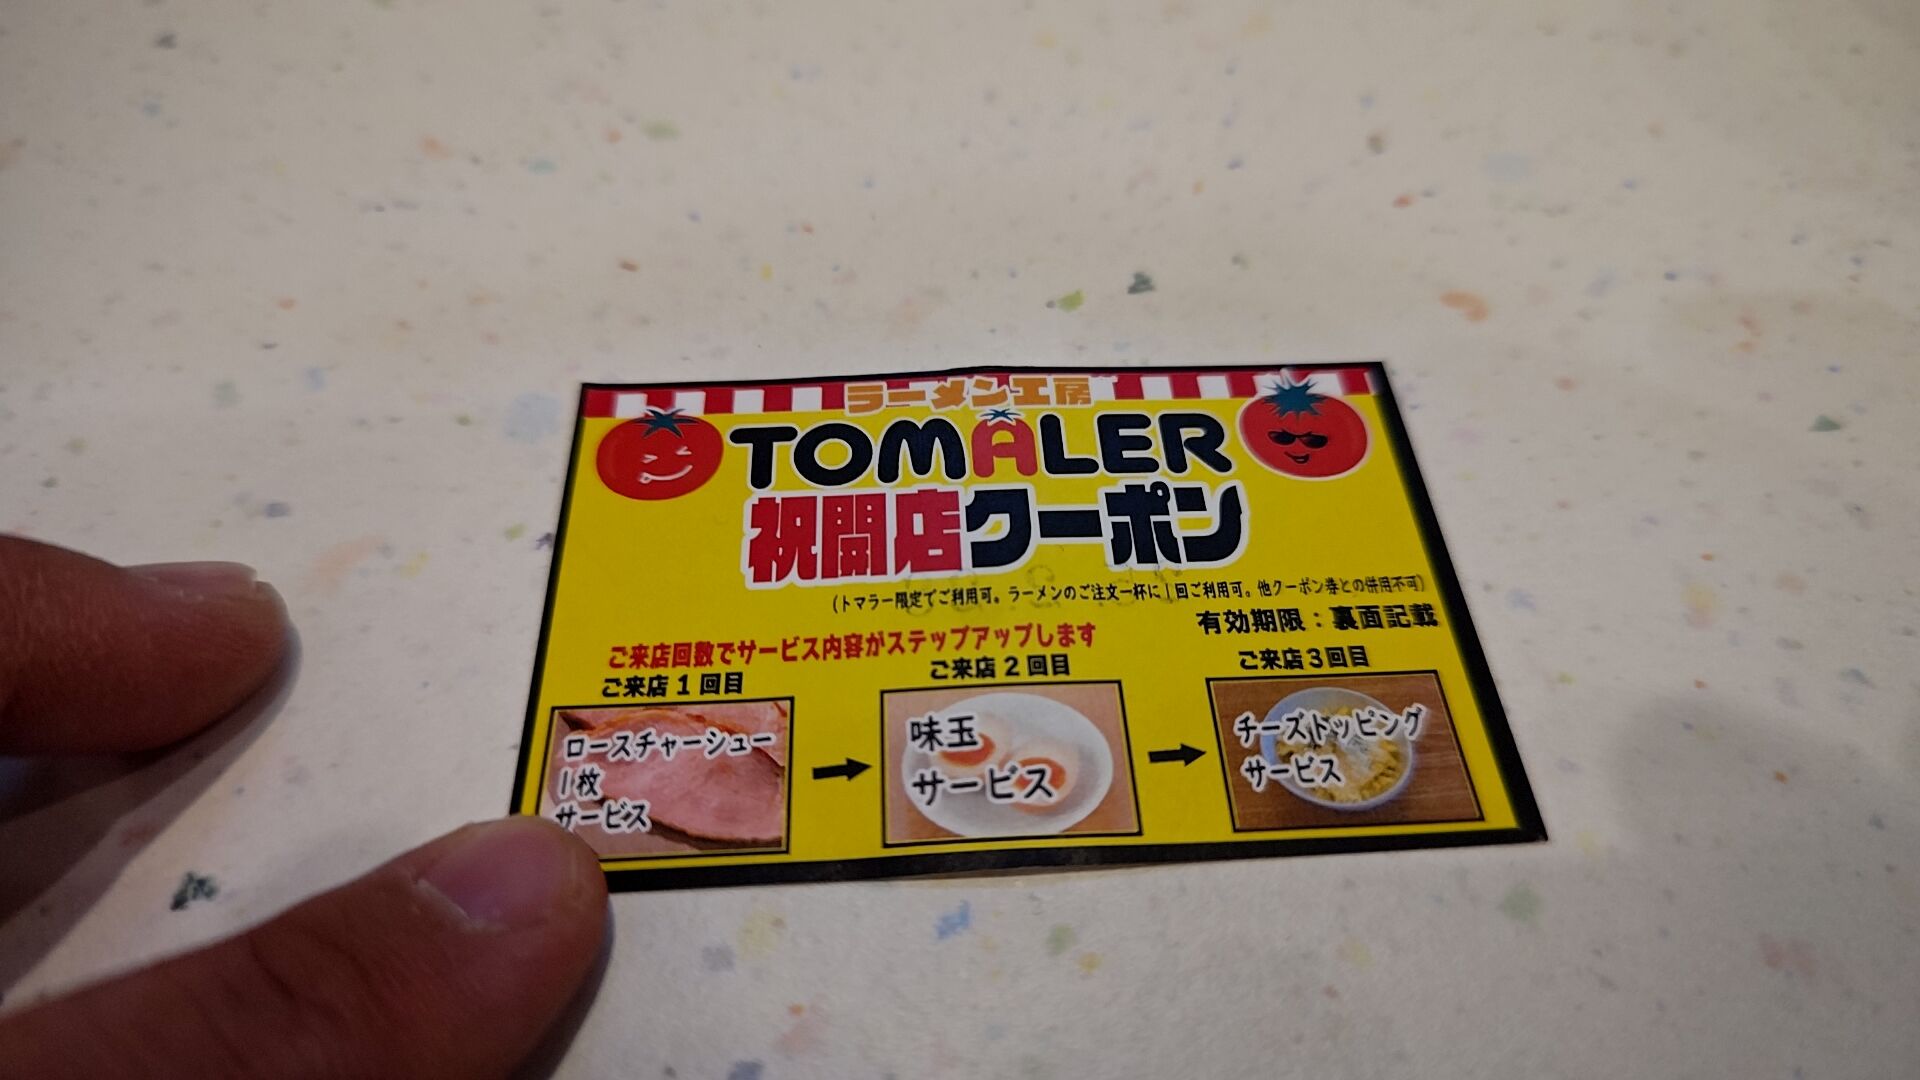 ラーメン工房
TOMALER
祝開店クーポン
(トマラー限定でご利用可。ラーメンのご注文一杯に1回ご利用可。他クーポン券との併用不可)
有効期限：裏面記載
ご来店回数でサービス内容がステップアップします
ご来店1回目
ロースチャーシュー
1枚
サービス
ご来店2回目
味玉
サービス
ご来店3回目
チーズトッピング
サービス